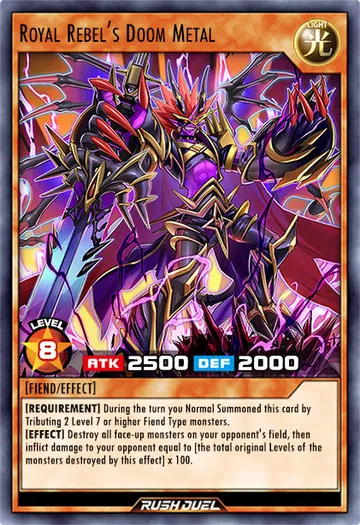 Royal Rebel's Doom Metal
LIGHT
光
LEVEL
8
ATK 2500 DEF 2000
[FIEND/EFFECT]
[REQUIREMENT] During the turn you Normal Summoned this card by
Tributing 2 Level 7 or higher Fiend Type monsters.
[EFFECT] Destroy all face-up monsters on your opponent's field, then
inflict damage to your opponent equal to [the total original Levels of the
monsters destroyed by this effect] x 100.
RUSH DUEL